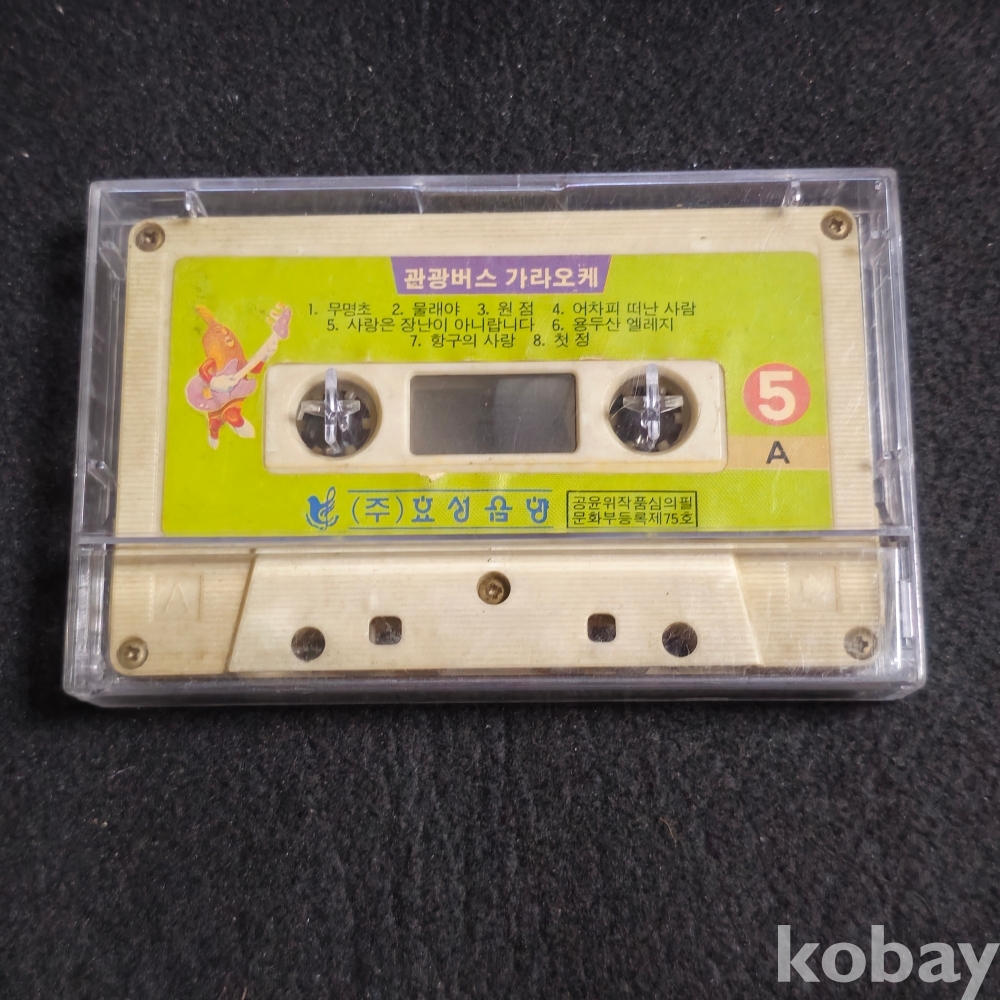 관광버스 가라오케
1. 무명초 2. 물래야 3. 원 점 4. 어차피 떠난 사람
5. 사랑은 장난이 아니랍니다 6. 용두산 엘레지
7. 항구의 사랑 8. 첫 정
5
A
(주) 효성음향
공윤위작품심의필
문화부등록제75호
A
kobay